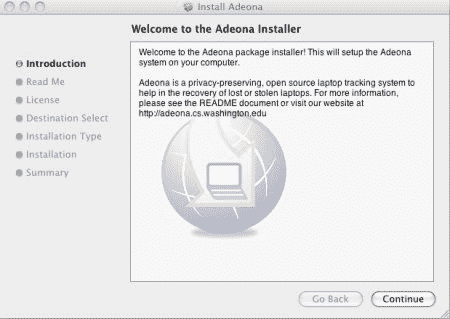 Install Adeona
Welcome to the Adeona Installer
Introduction
Read Me
License
Destination Select
Installation Type
Installation
Summary
Welcome to the Adeona package installer! This will setup the Adeona
system on your computer.
Adeona is a privacy-preserving, open source laptop tracking system to
help in the recovery of lost or stolen laptops. For more information,
please see the README document or visit our website at
http://adeona.cs.washington.edu
Go Back
Continue